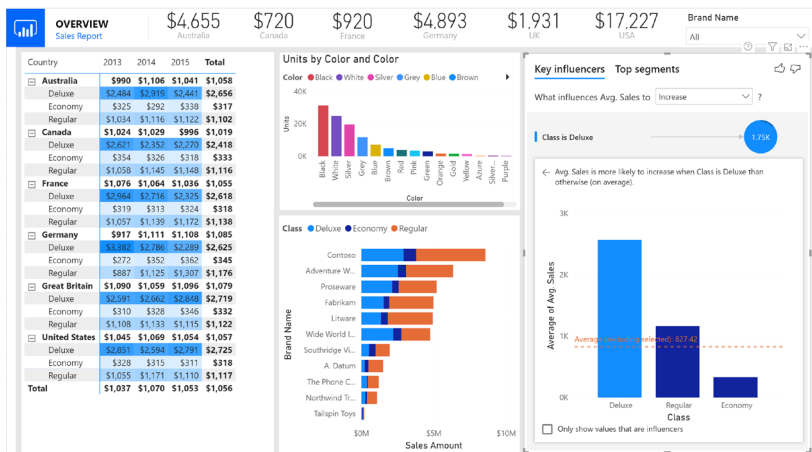 OVERVIEW
Sales Report
$4,655 $720 $920 $4,893 $1,931 $17,227
Australia Canada France Germany UK USA
Brand Name
All
Country 2013 2014 2015 Total
Australia $990 $1,106 $1,041 $1,058
Deluxe $2,484 $2,919 $2,441 $2,656
Economy $325 $292 $338 $317
Regular $1,034 $1,116 $1,122 $1,102
Canada $1,024 $1,029 $996 $1,019
Deluxe $2,621 $2,352 $2,270 $2,418
Economy $354 $326 $318 $333
Regular $1,058 $1,145 $1,148 $1,116
France $1,076 $1,064 $1,036 $1,055
Deluxe $2,964 $2,716 $2,325 $2,618
Economy $319 $313 $324 $318
Regular $1,057 $1,139 $1,172 $1,138
Germany $917 $1,111 $1,108 $1,085
Deluxe $3,382 $2,786 $2,289 $2,625
Economy $272 $352 $362 $345
Regular $887 $1,125 $1,307 $1,176
Great Britain $1,090 $1,059 $1,096 $1,079
Deluxe $2,591 $2,662 $2,848 $2,719
Economy $310 $328 $346 $332
Regular $1,108 $1,133 $1,115 $1,122
United States $1,045 $1,069 $1,054 $1,057
Deluxe $2,851 $2,594 $2,791 $2,725
Economy $328 $315 $311 $318
Regular $1,055 $1,171 $1,110 $1,117
Total $1,037 $1,070 $1,053 $1,056
Units by Color and Color
Color Black White Silver Grey Blue Brown
Units
40K
20K
0K
Black White Silver Grey Blue Brown Red Pink Green Orange Gold Yellow Azure Silver... Purple
Color
Class Deluxe Economy Regular
Brand Name
Contoso
Adventure W...
Proseware
Fabrikam
Litware
Wide World I...
Southridge Vi...
A. Datum
The Phone C...
Northwind Tr...
Tailspin Toys
$0M $5M $10M
Sales Amount
Key influencers Top segments
What influences Avg. Sales to Increase ?
Class is Deluxe 1.75K
Avg. Sales is more likely to increase when Class is Deluxe than
otherwise (on average).
Average of Avg. Sales
3K
2K
1K
0K
Average (excluding selected): 827.42
Deluxe Regular Economy
Class
Only show values that are influencers